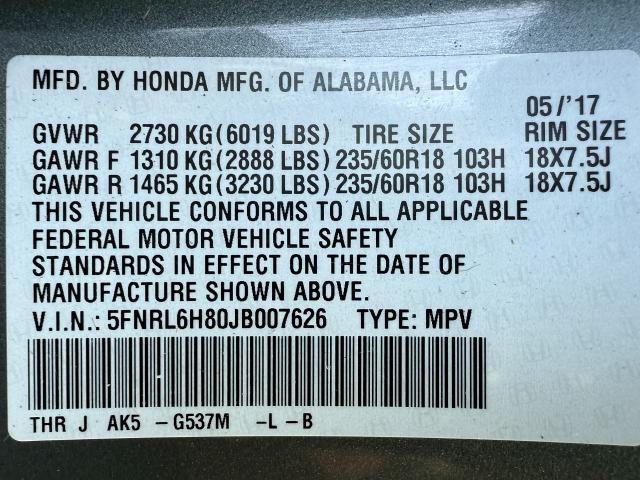 MFD. BY HONDA MFG. OF ALABAMA, LLC
05/'17
GVWR 2730 KG(6019 LBS) TIRE SIZE RIM SIZE
GAWR F 1310 KG(2888 LBS)235/60R18 103H 18X7.5J
GAWR R 1465 KG(3230 LBS)235/60R18 103H 18X7.5J
THIS VEHICLE CONFORMS TO ALL APPLICABLE
FEDERAL MOTOR VEHICLE SAFETY
STANDARDS IN EFFECT ON THE DATE OF
MANUFACTURE SHOWN ABOVE.
V.I.N.: 5FNRL6H80JB007626 TYPE: MPV
THR J AK5 -G537M -L -B